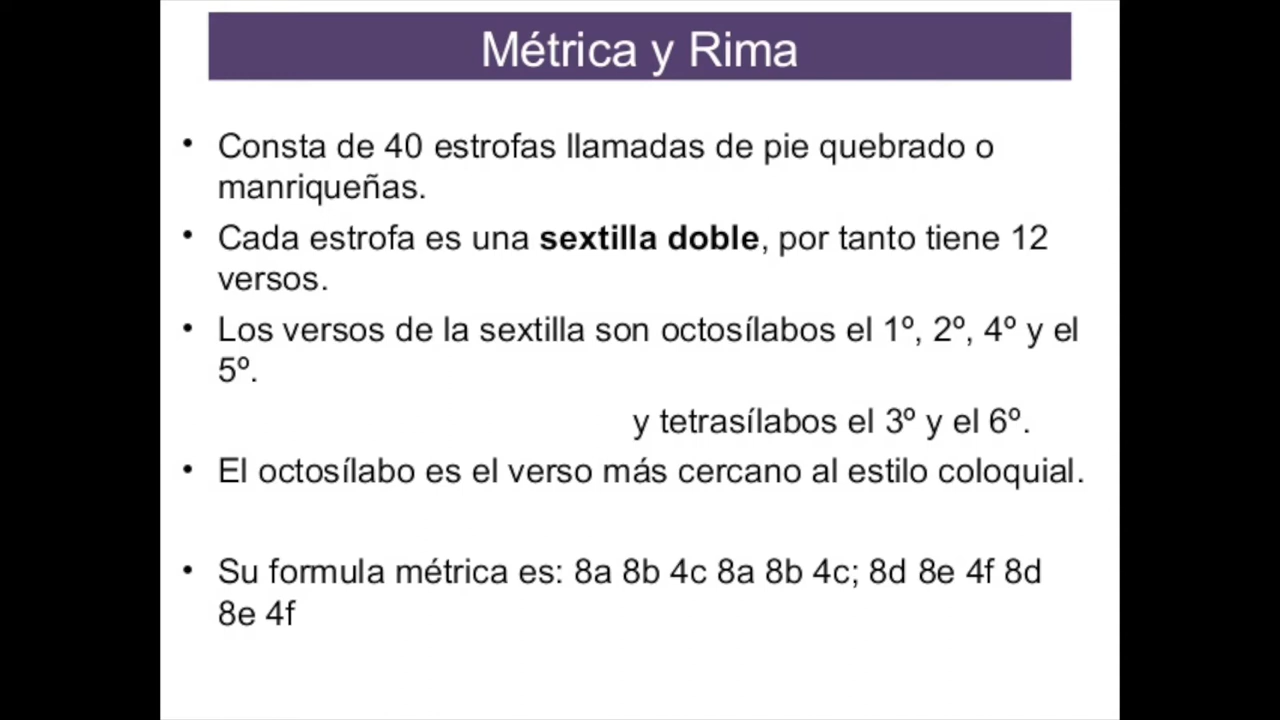 Métrica y Rima
• Consta de 40 estrofas llamadas de pie quebrado o
manriqueñas.
• Cada estrofa es una sextilla doble, por tanto tiene 12
versos.
• Los versos de la sextilla son octosílabos el 1º, 2º, 4º y el
5º.
y tetrasílabos el 3º y el 6º.
• El octosílabo es el verso más cercano al estilo coloquial.
• Su formula métrica es: 8a 8b 4c 8a 8b 4c; 8d 8e 4f 8d
8e 4f